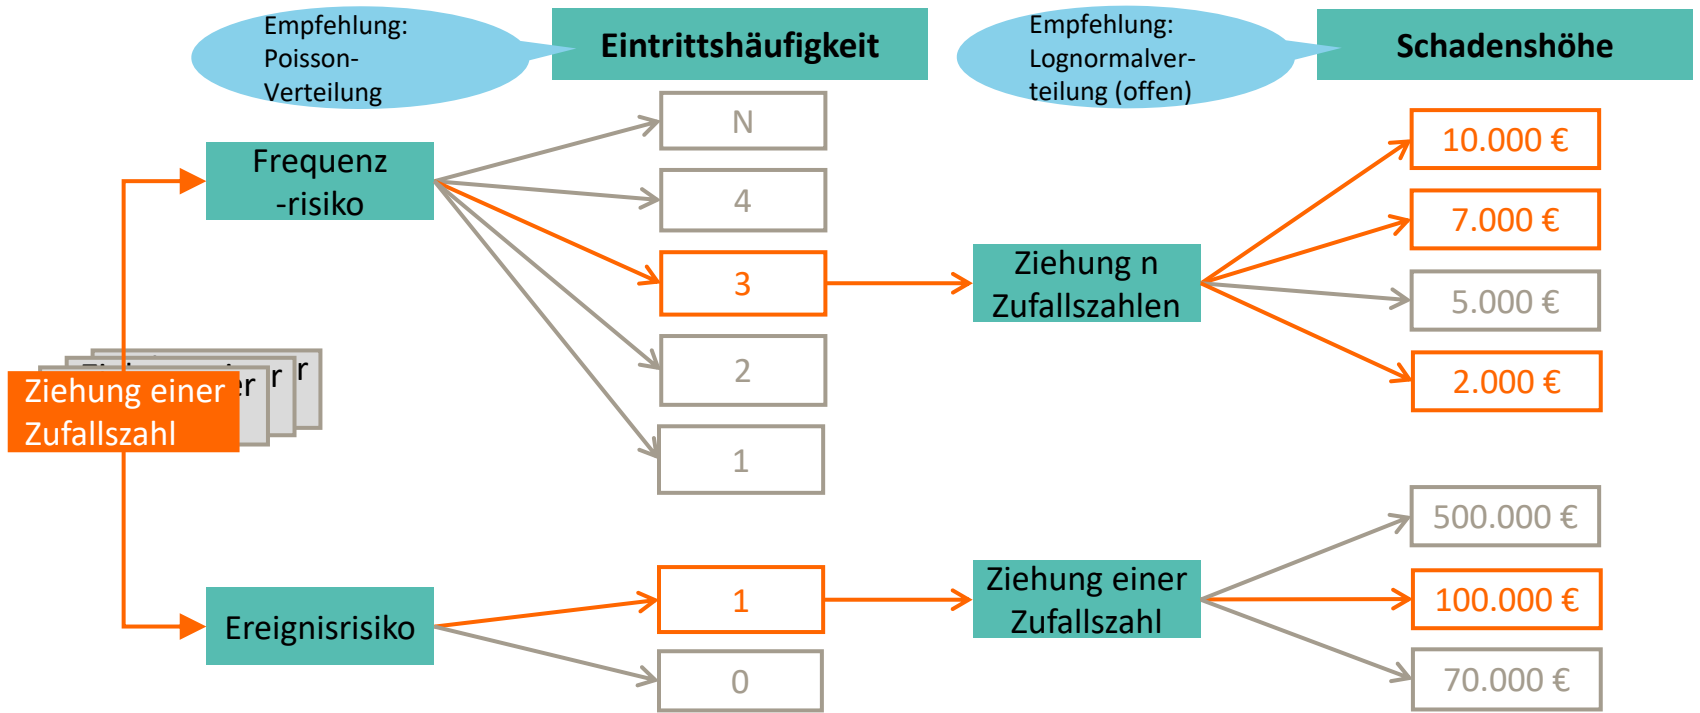 Empfehlung:
Poisson-
Verteilung
Eintrittshäufigkeit
Empfehlung:
Lognormalver-
teilung (offen)
Schadenshöhe
Frequenz
-risiko
N
4
3
2
1
Ziehung n
Zufallszahlen
10.000 €
7.000 €
5.000 €
2.000 €
Ziehung einer
Zufallszahl
Ereignisrisiko
1
0
Ziehung einer
Zufallszahl
500.000 €
100.000 €
70.000 €